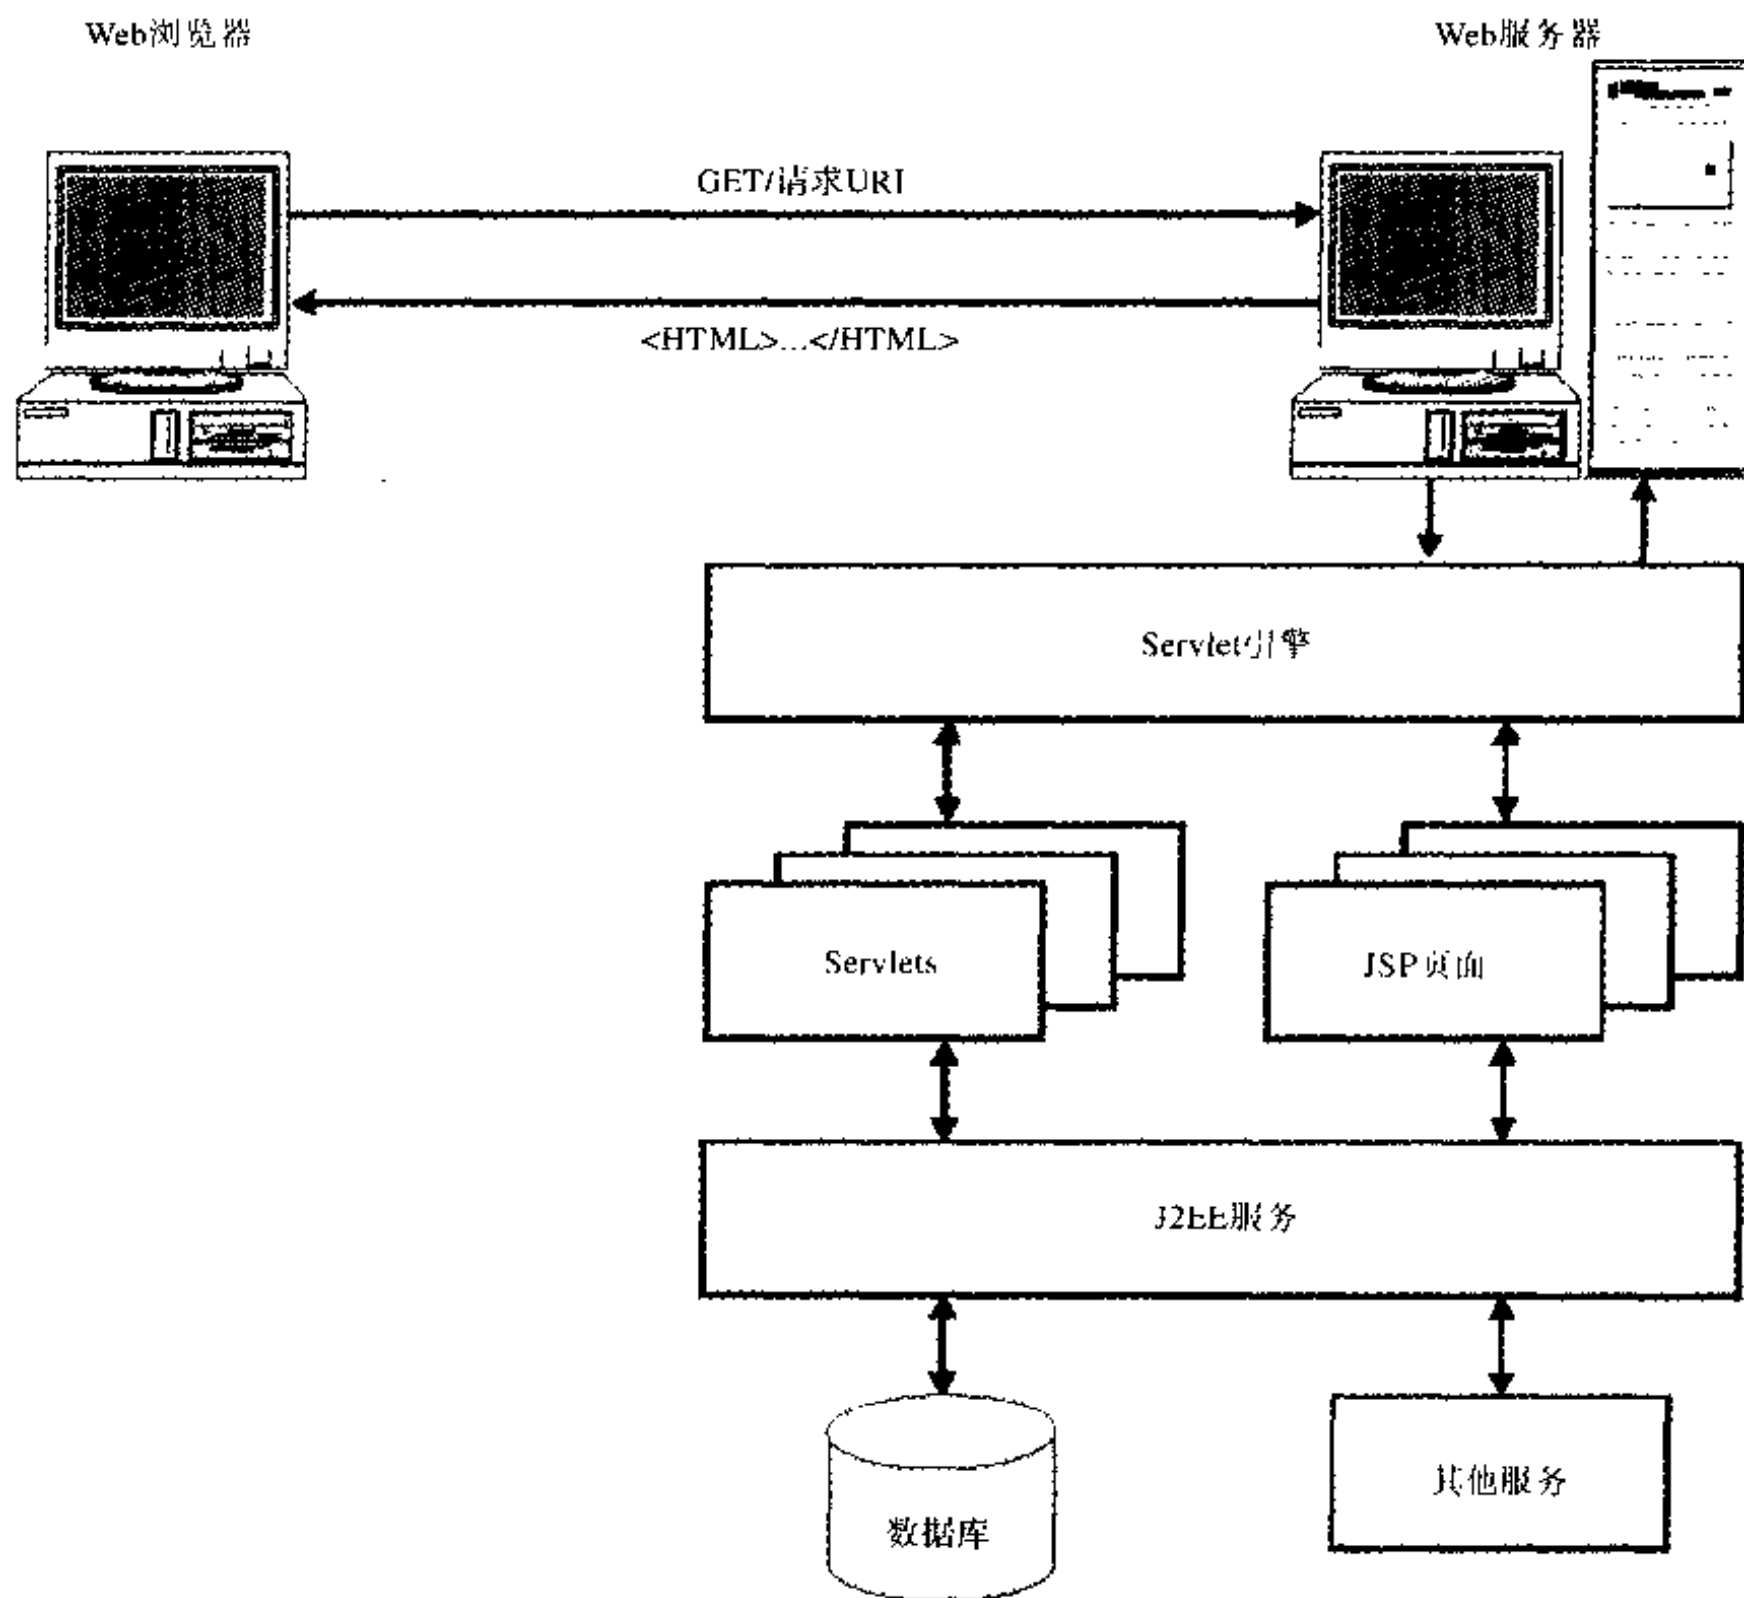 Web浏览器
Web服务器
GET/请求URI
<HTML>...</HTML>
Servlet引擎
Servlets
JSP页面
J2EE服务
数据库
其他服务